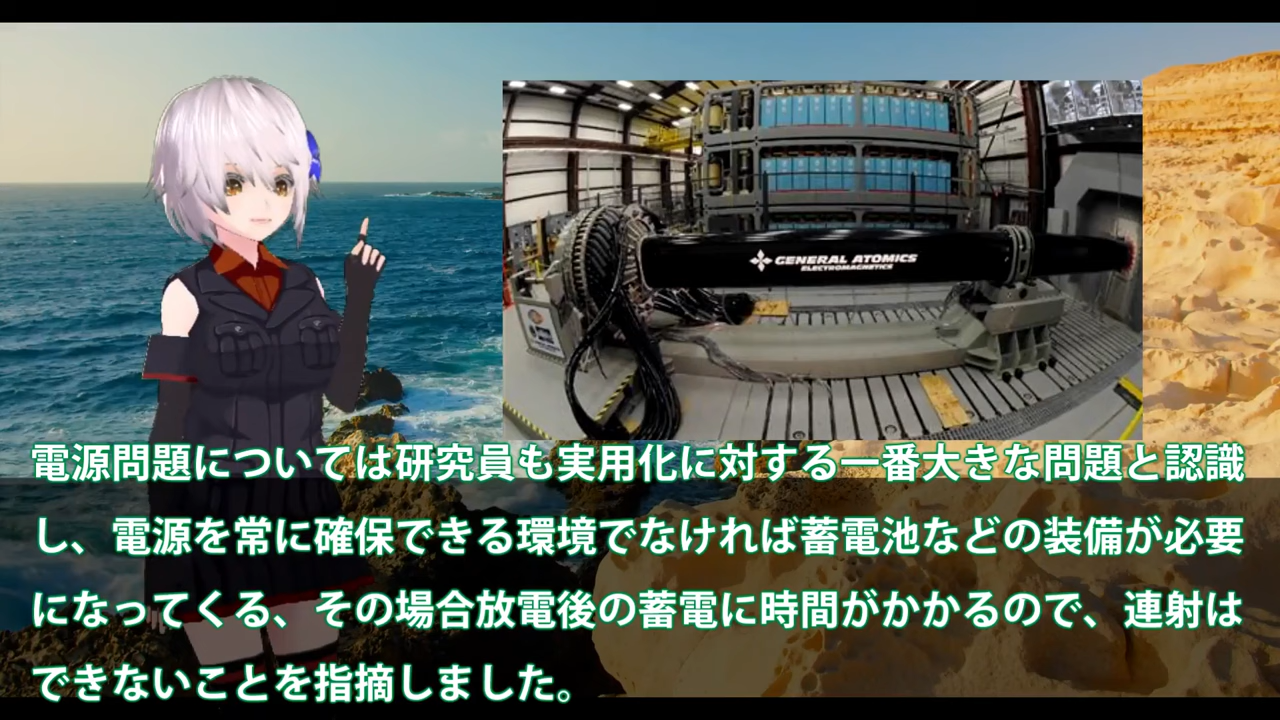 GENERAL ATOMICS
ELECTROMAGNETICS
電源問題については研究員も実用化に対する一番大きな問題と認識
し、電源を常に確保できる環境でなければ蓄電池などの装備が必要
になってくる、その場合放電後の蓄電に時間がかかるので、連射は
できないことを指摘しました。